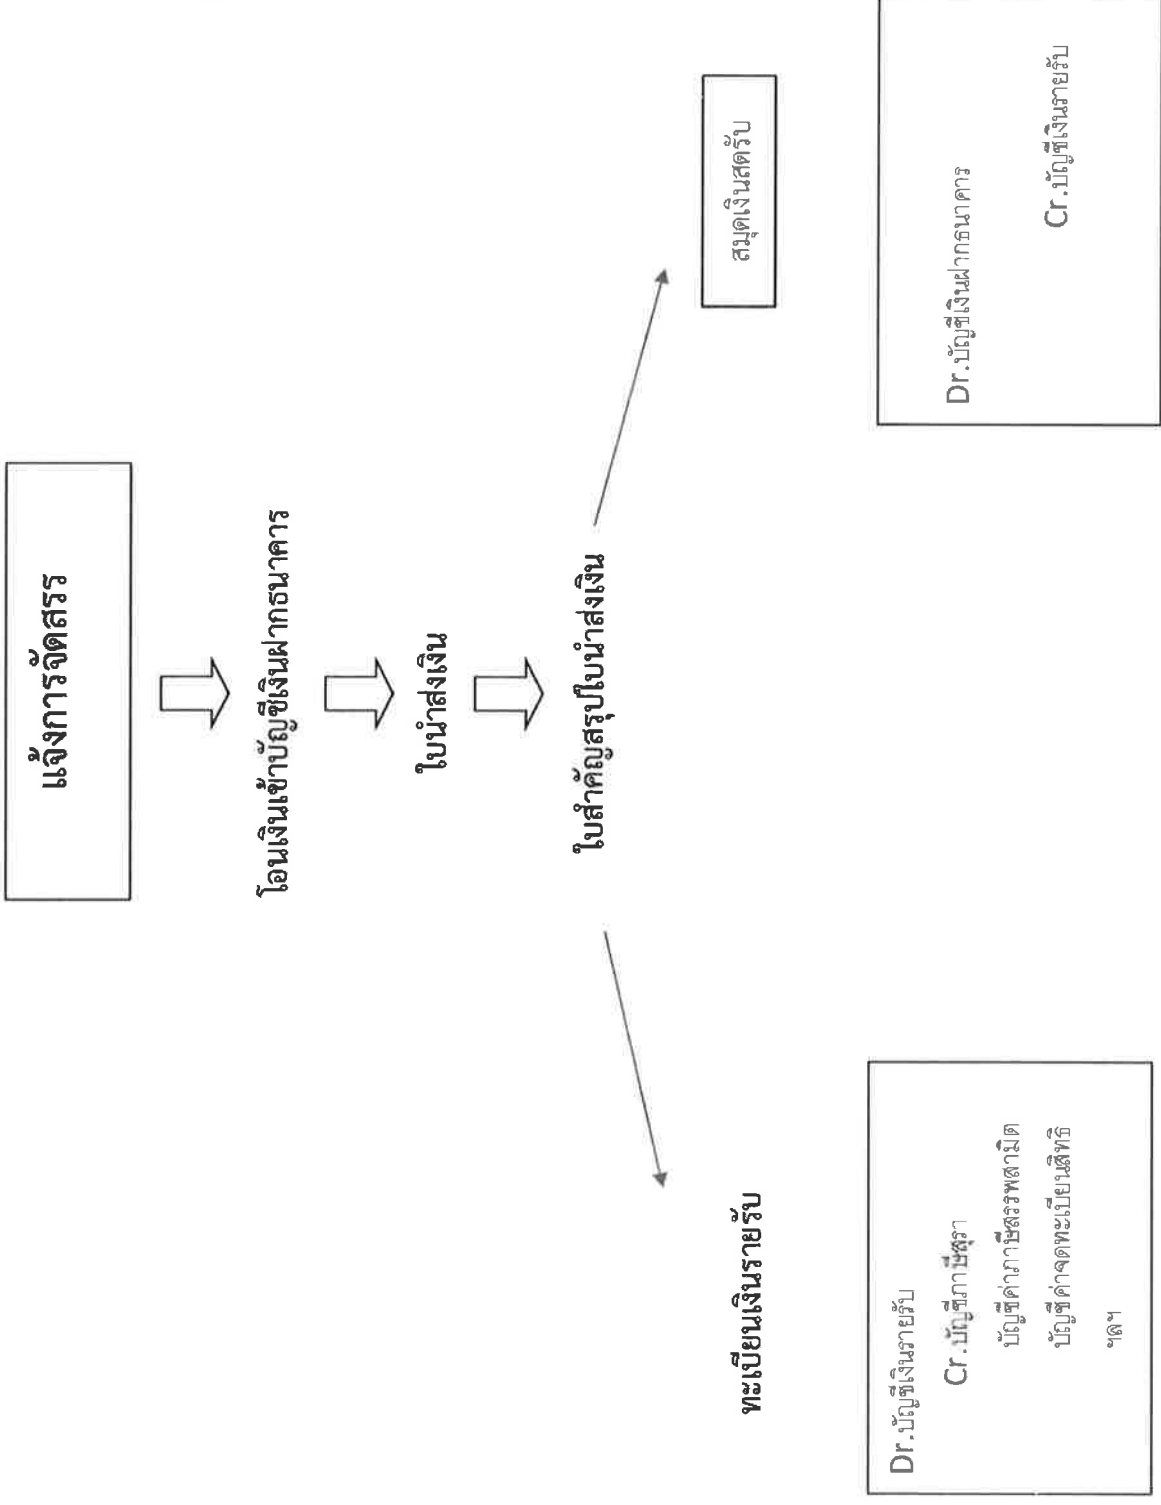 แจ้งการจัดสรร
โอนเงินเข้าบัญชีเงินฝากธนาคาร
ใบนำส่งเงิน
ใบสำคัญสรุปใบนำส่งเงิน
ทะเบียนเงินรายรับ
สมุดเงินสดรับ
Dr.บัญชีเงินรายรับ
Cr.บัญชีภาษีสุรา
บัญชีค่าภาษีสรรพสามิต
บัญชีค่าจดทะเบียนสิทธิ
ฯลฯ
Dr.บัญชีเงินฝากธนาคาร
Cr.บัญชีเงินรายรับ